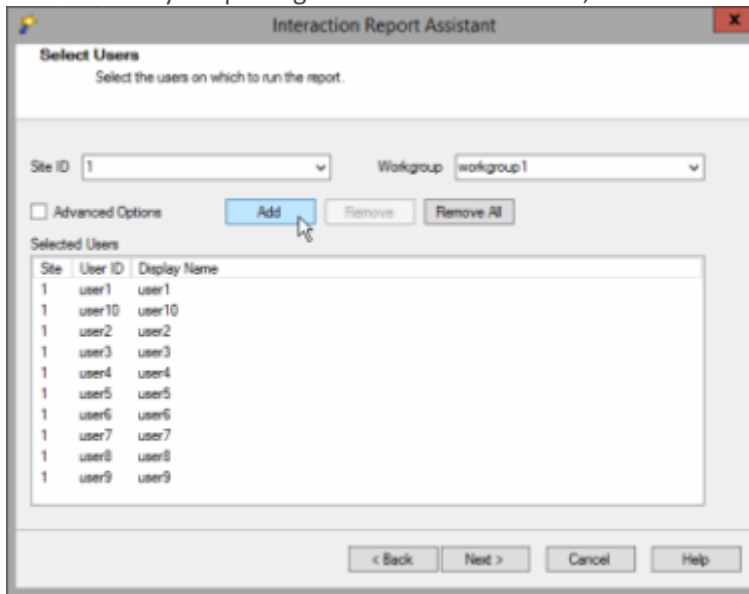 Interaction Report Assistant
x
Select Users
Select the users on which to run the report.
Site ID 1 Workgroup workgroup1
Advanced Options Add Remove Remove All
Selected Users
Site User ID Display Name
1 user1 user1
1 user10 user10
1 user2 user2
1 user3 user3
1 user4 user4
1 user5 user5
1 user6 user6
1 user7 user7
1 user8 user8
1 user9 user9
< Back Next > Cancel Help